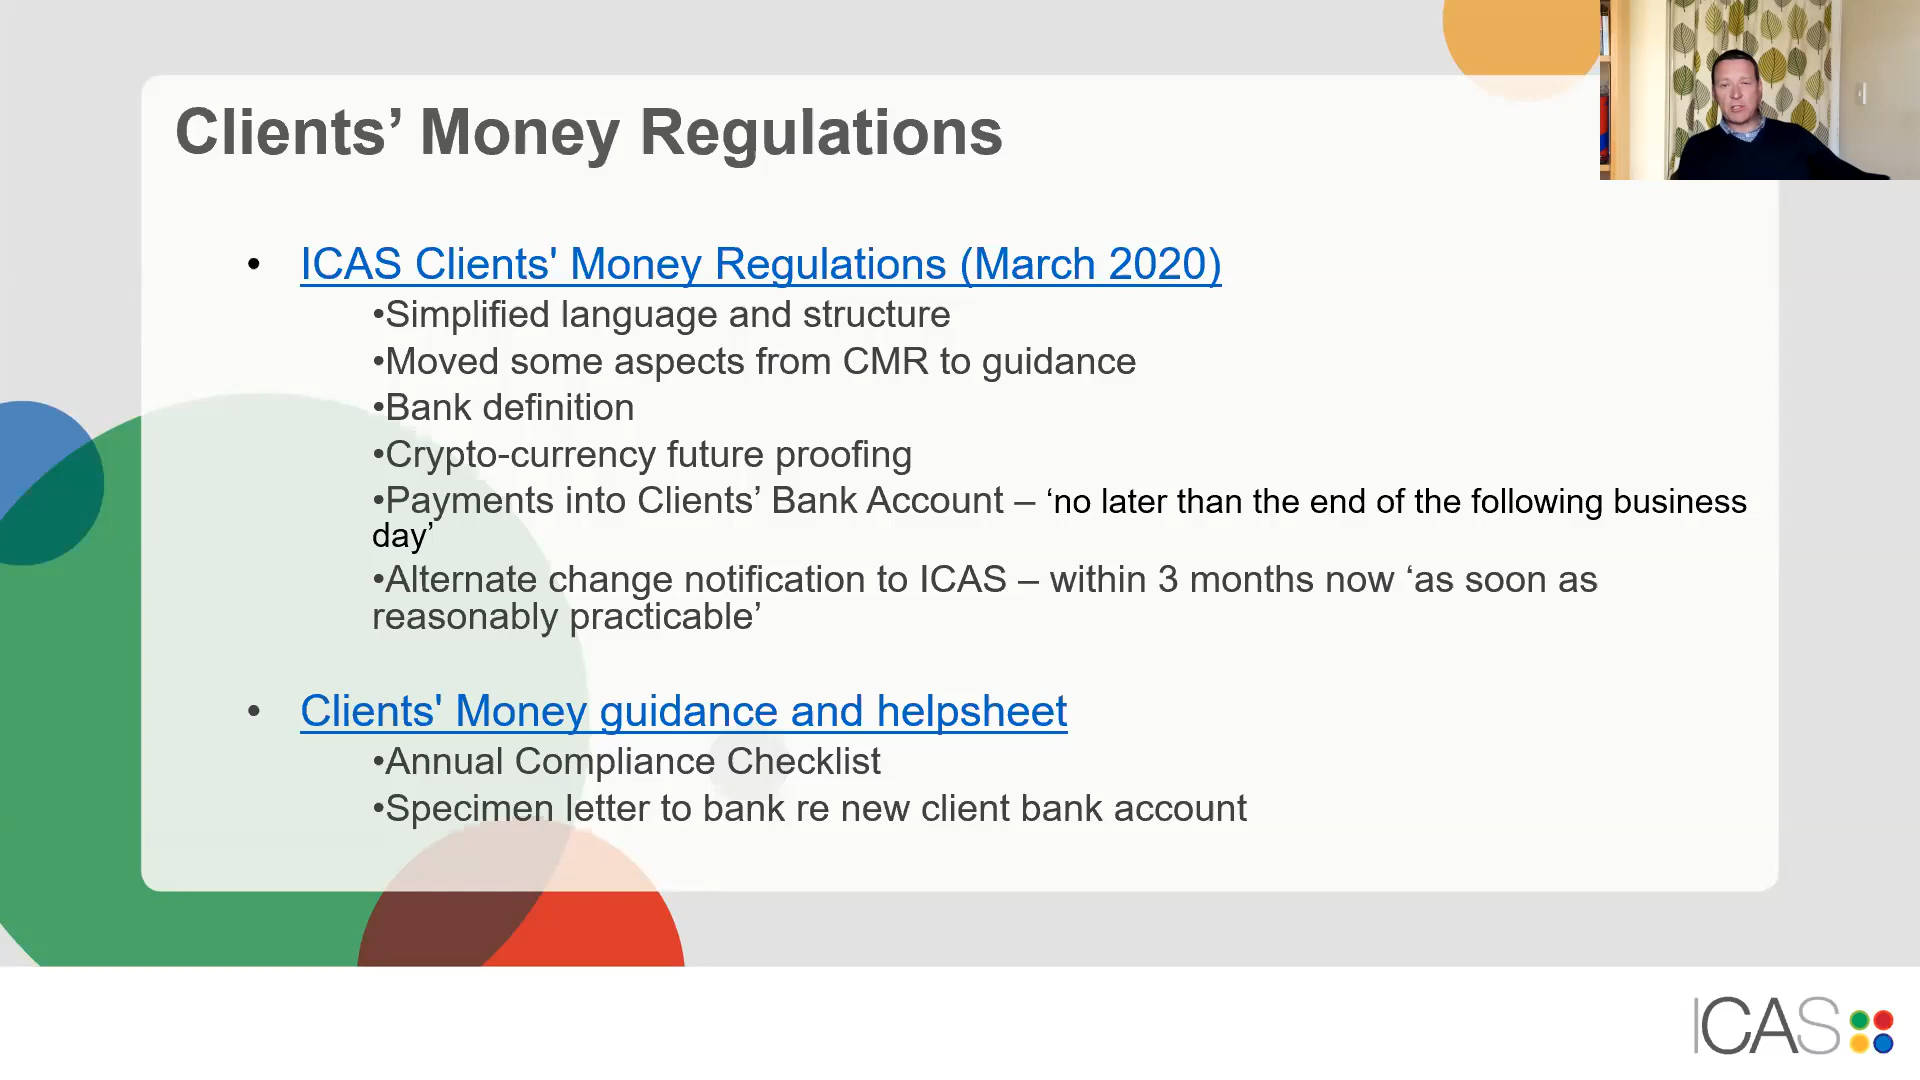 Clients’ Money Regulations
• ICAS Clients' Money Regulations (March 2020)
•Simplified language and structure
•Moved some aspects from CMR to guidance
•Bank definition
•Crypto-currency future proofing
•Payments into Clients’ Bank Account – ‘no later than the end of the following business
day’
•Alternate change notification to ICAS – within 3 months now ‘as soon as
reasonably practicable’
• Clients' Money guidance and helpsheet
•Annual Compliance Checklist
•Specimen letter to bank re new client bank account
ICAS